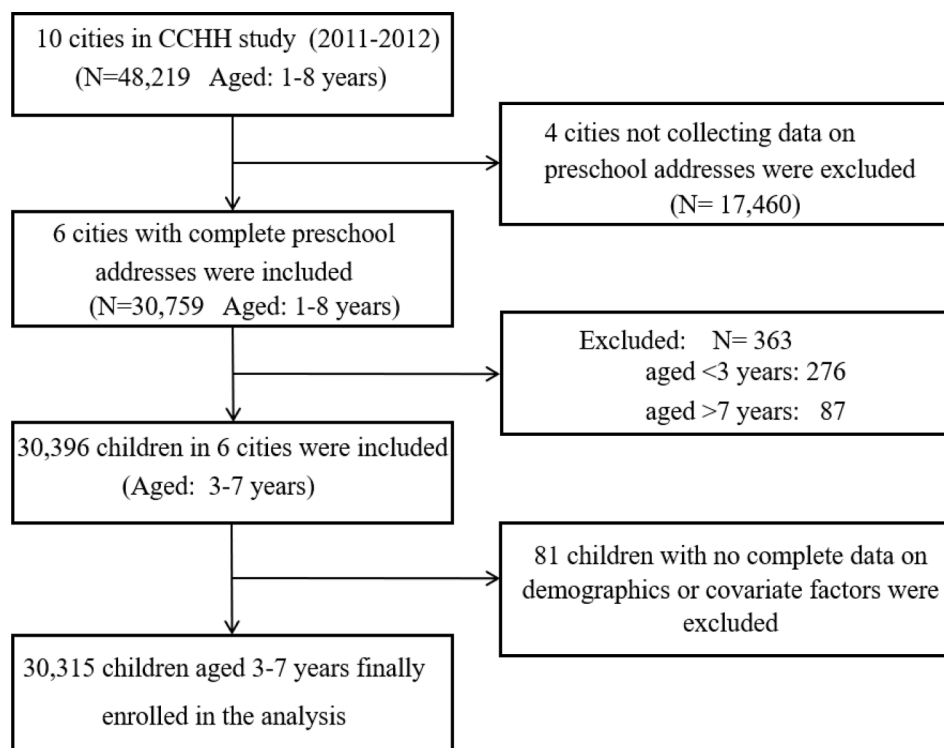 10 cities in CCHH study (2011-2012)
(N=48,219 Aged: 1-8 years)
4 cities not collecting data on
preschool addresses were excluded
(N= 17,460)
6 cities with complete preschool
addresses were included
(N=30,759 Aged: 1-8 years)
Excluded: N= 363
aged <3 years: 276
aged >7 years: 87
30,396 children in 6 cities were included
(Aged: 3-7 years)
81 children with no complete data on
demographics or covariate factors were
excluded
30,315 children aged 3-7 years finally
enrolled in the analysis